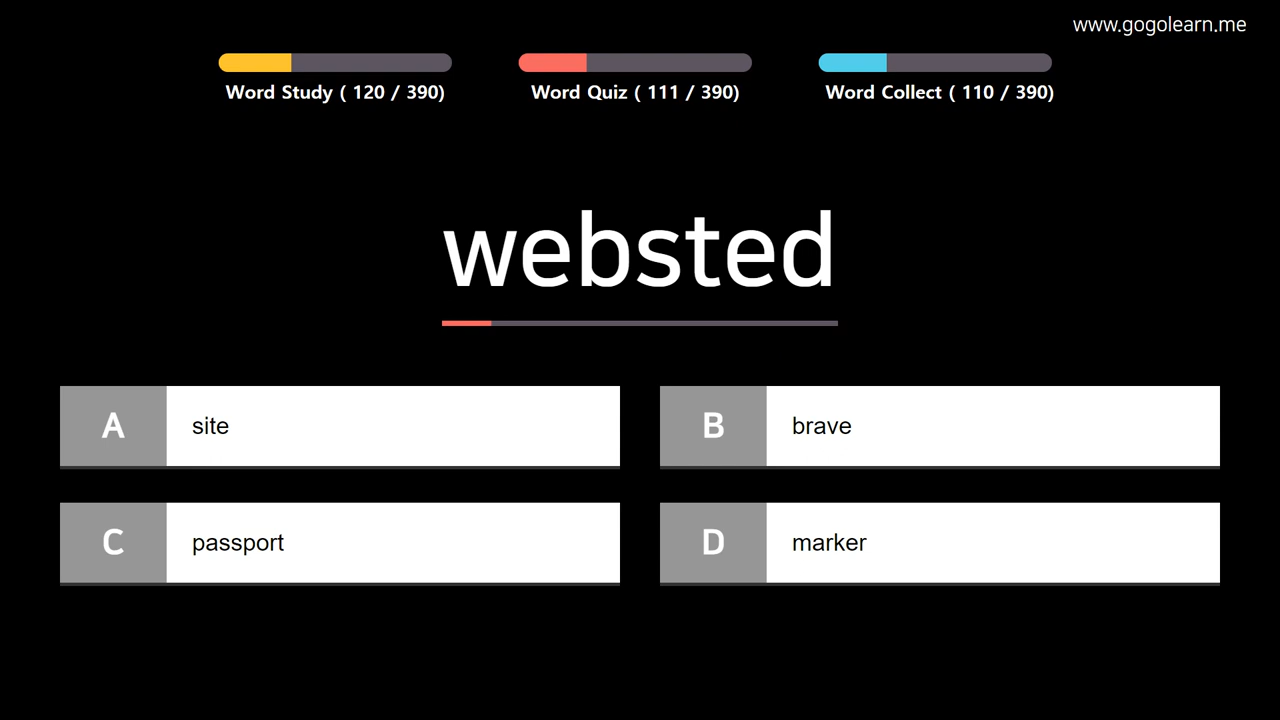 www.gogolearn.me
Word Study ( 120 / 390)
Word Quiz ( 111 / 390)
Word Collect ( 110 / 390)
websted
A site
B brave
C passport
D marker